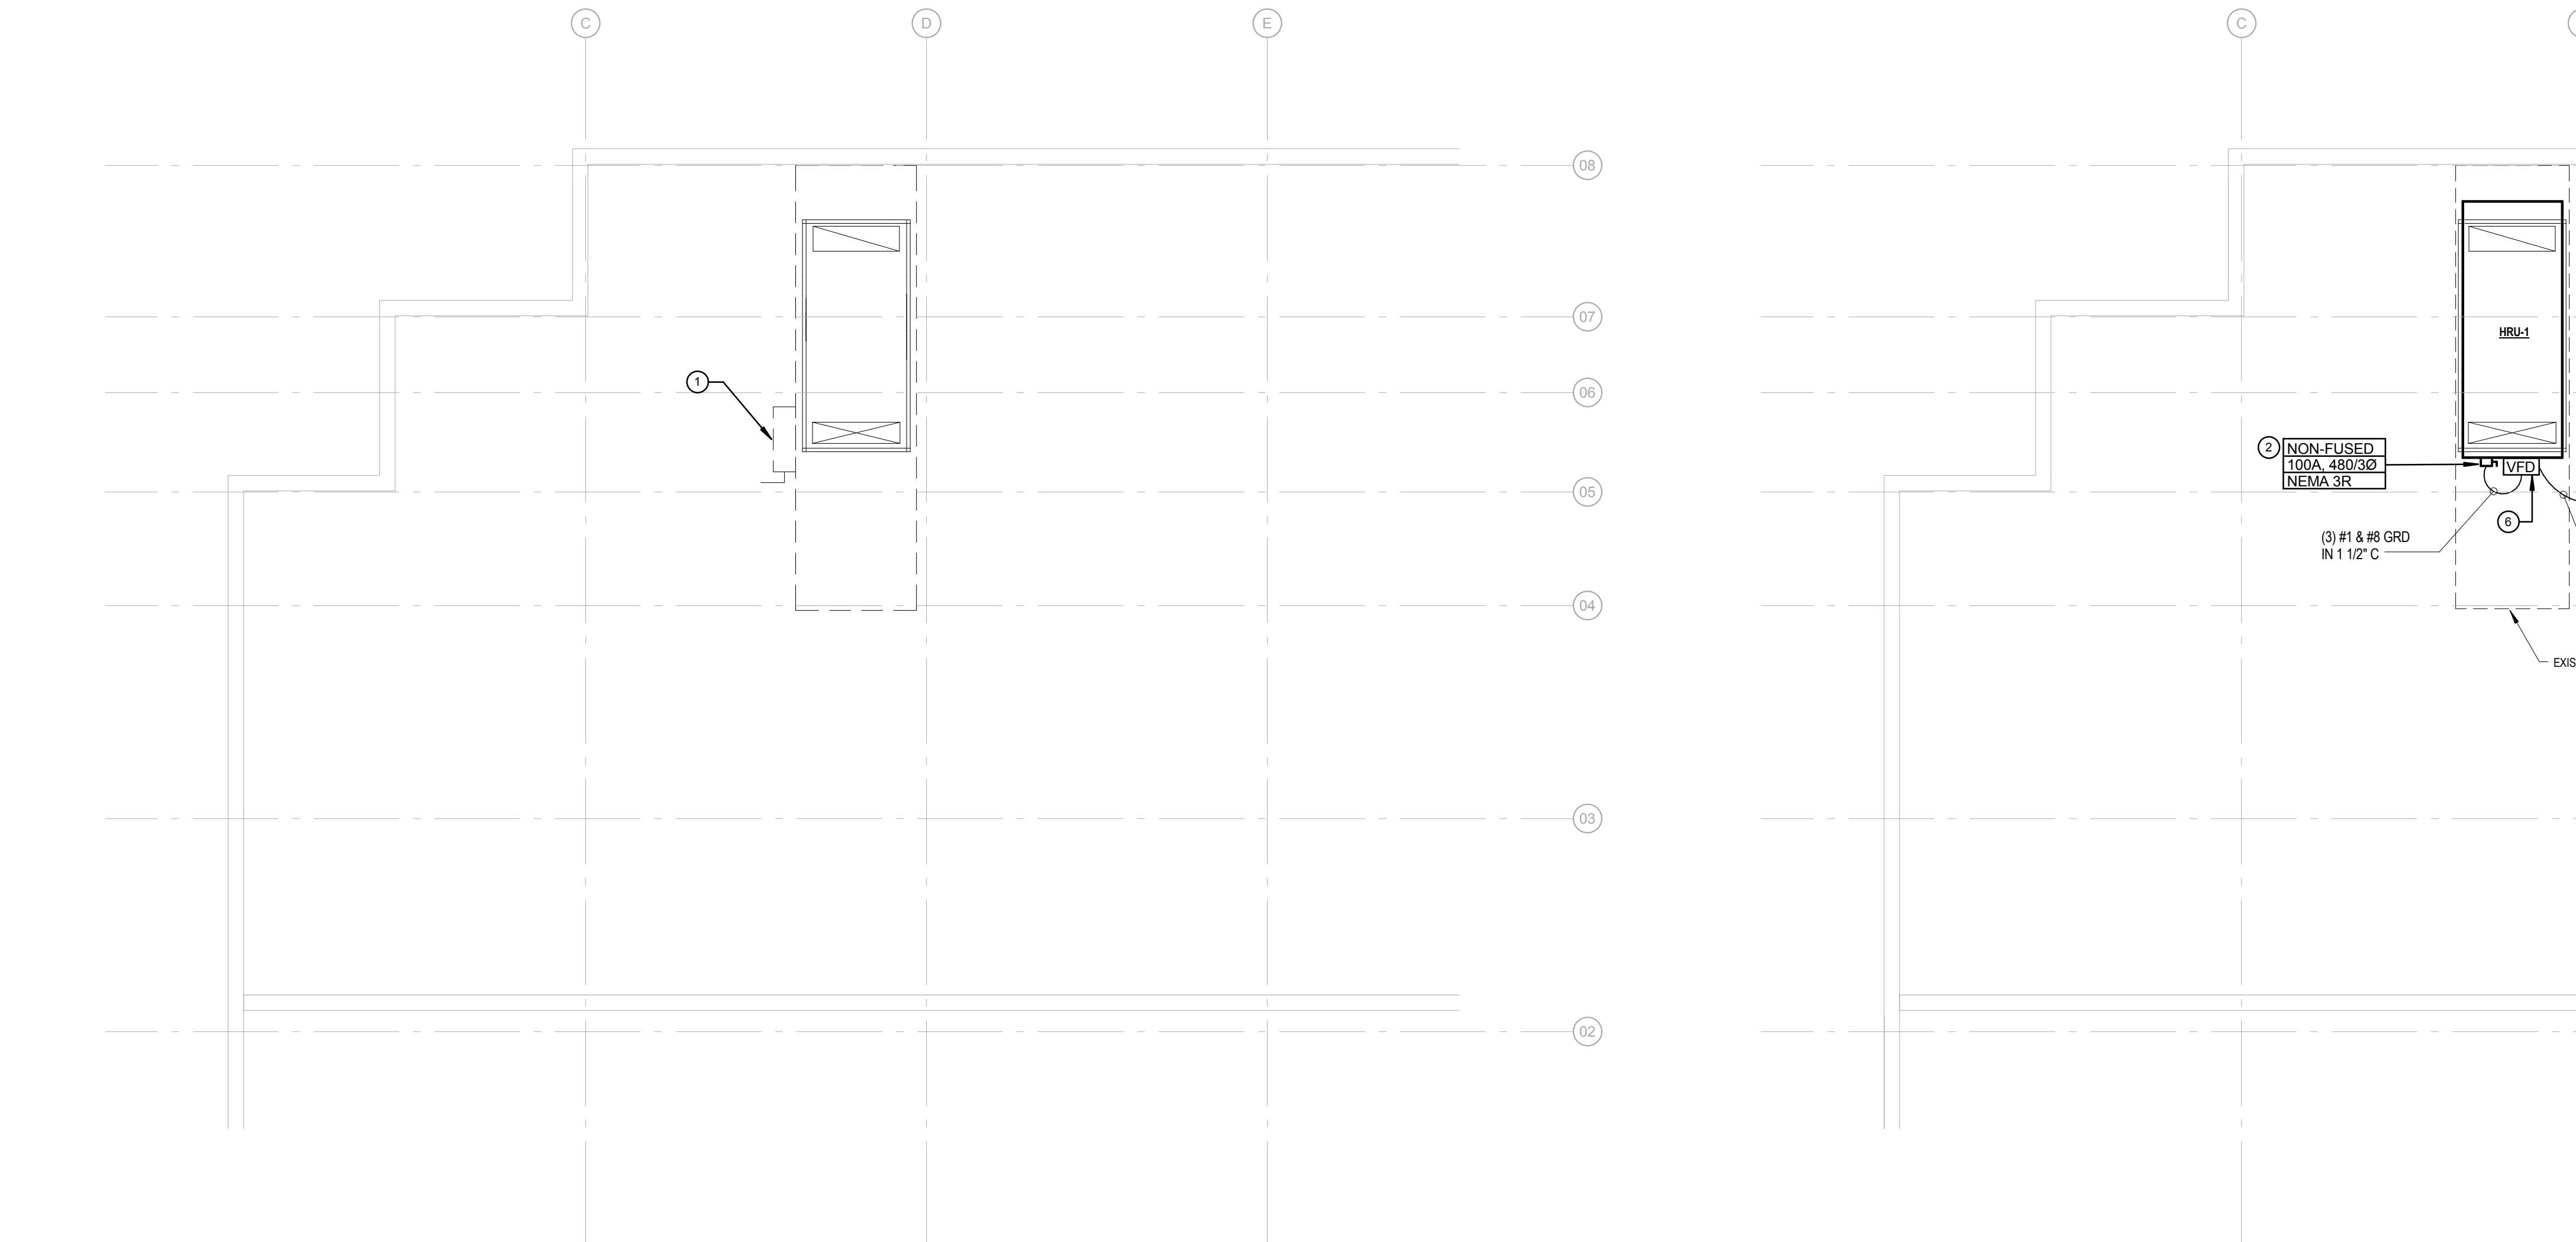 C
D
E
C
08
07
06
05
04
03
02
1
HRU-1
2
NON-FUSED
100A, 480/3Ø
NEMA 3R
VFD
6
(3) #1 & #8 GRD
IN 1 1/2" C
EXIS